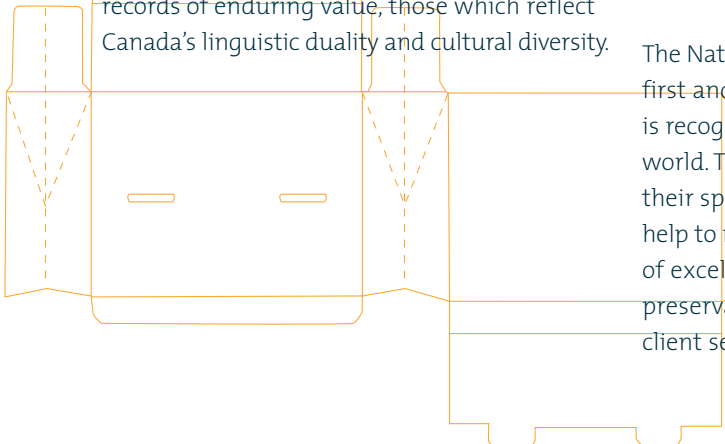 records of enduring value, those which reflect
Canada's linguistic duality and cultural diversity.
The Nat
first and
is recog
world. T
their sp
help to
of excel
preserv
client se